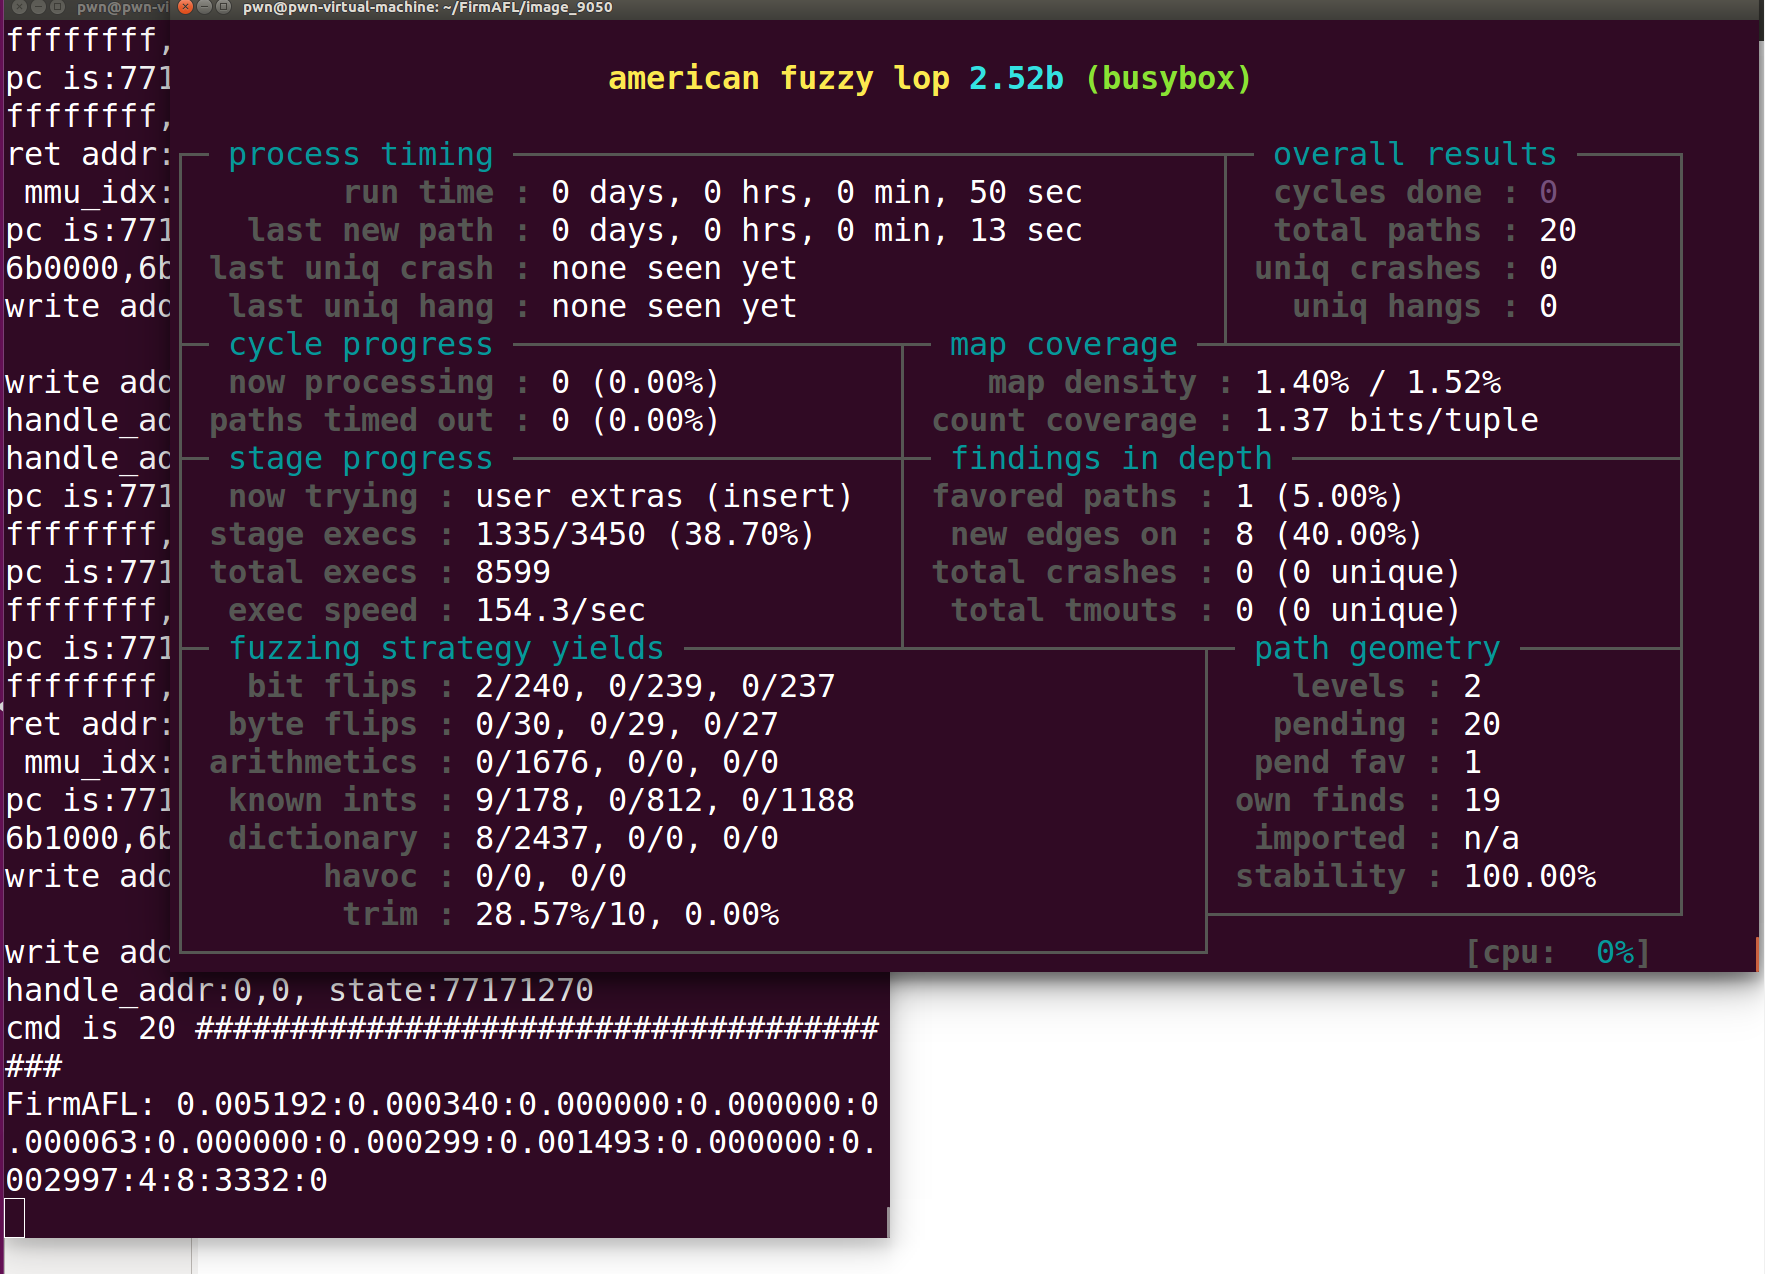 pwn@pwn-vi
pwn@pwn-virtual-machine: ~/FirmAFL/image_9050
ffffffff,
pc is:771
ffffffff,
ret addr:
mmu_idx:
pc is:771
6b0000,6b
write add
write add
handle_ad
handle_ad
pc is:771
ffffffff,
pc is:771
ffffffff,
pc is:771
ffffffff,
ret addr:
mmu_idx:
pc is:771
6b1000,6b
write add
write add
handle_addr:0,0, state:77171270
cmd is 20 ####################################
###
FirmAFL: 0.005192:0.000340:0.000000:0.000000:0
.000063:0.000000:0.000299:0.001493:0.000000:0.
002997:4:8:3332:0
american fuzzy lop 2.52b (busybox)
process timing
run time : 0 days, 0 hrs, 0 min, 50 sec
last new path : 0 days, 0 hrs, 0 min, 13 sec
last uniq crash : none seen yet
last uniq hang : none seen yet
overall results
cycles done : 0
total paths : 20
uniq crashes : 0
uniq hangs : 0
cycle progress
now processing : 0 (0.00%)
paths timed out : 0 (0.00%)
map coverage
map density : 1.40% / 1.52%
count coverage : 1.37 bits/tuple
stage progress
now trying : user extras (insert)
stage execs : 1335/3450 (38.70%)
total execs : 8599
exec speed : 154.3/sec
findings in depth
favored paths : 1 (5.00%)
new edges on : 8 (40.00%)
total crashes : 0 (0 unique)
total tmouts : 0 (0 unique)
fuzzing strategy yields
bit flips : 2/240, 0/239, 0/237
byte flips : 0/30, 0/29, 0/27
arithmetics : 0/1676, 0/0, 0/0
known ints : 9/178, 0/812, 0/1188
dictionary : 8/2437, 0/0, 0/0
havoc : 0/0, 0/0
trim : 28.57%/10, 0.00%
path geometry
levels : 2
pending : 20
pend fav : 1
own finds : 19
imported : n/a
stability : 100.00%
[cpu: 0%]